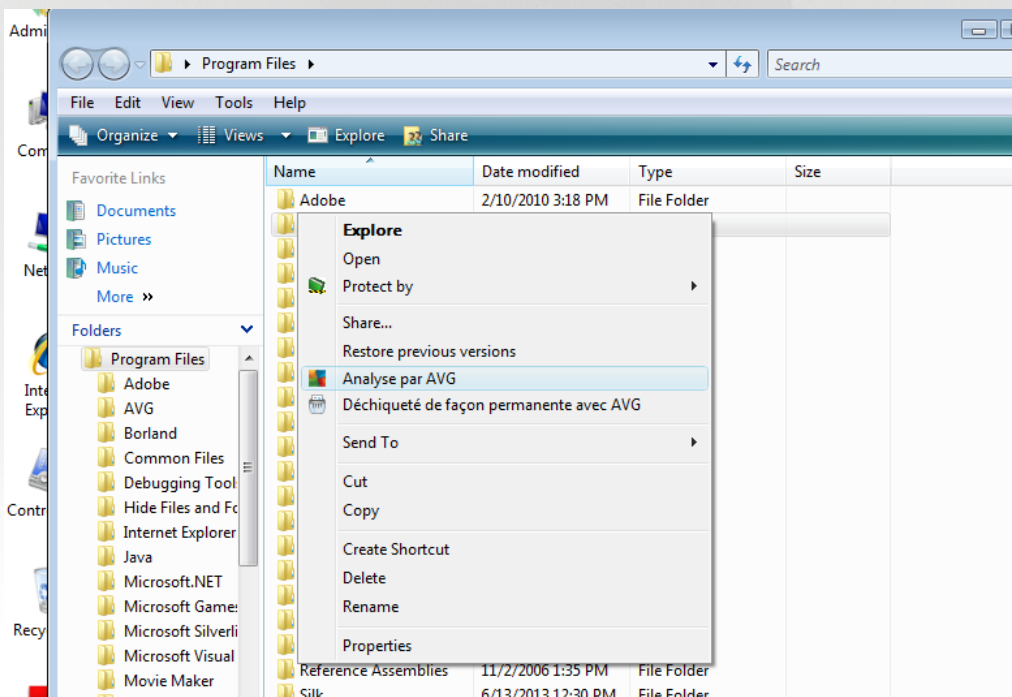 Admi
Program Files
Search
File Edit View Tools Help
Organize Views Explore Share
Com
Favorite Links
Name Date modified Type Size
Documents
Adobe 2/10/2010 3:18 PM File Folder
Pictures
Explore
Music
Open
Net
More »
Protect by
Folders
Share...
Program Files
Restore previous versions
Adobe
Analyse par AVG
Inte
Exp
AVG
Déchiqueté de façon permanente avec AVG
Borland
Send To
Common Files
Debugging Tool
Cut
Contr
Hide Files and Fo
Copy
Internet Explorer
Java
Create Shortcut
Microsoft.NET
Delete
Microsoft Games
Rename
Recy
Microsoft Silverli
Properties
Microsoft Visual
Reference Assemblies 11/2/2006 1:35 PM File Folder
Movie Maker
Silk 6/13/2013 12:30 PM File Folder